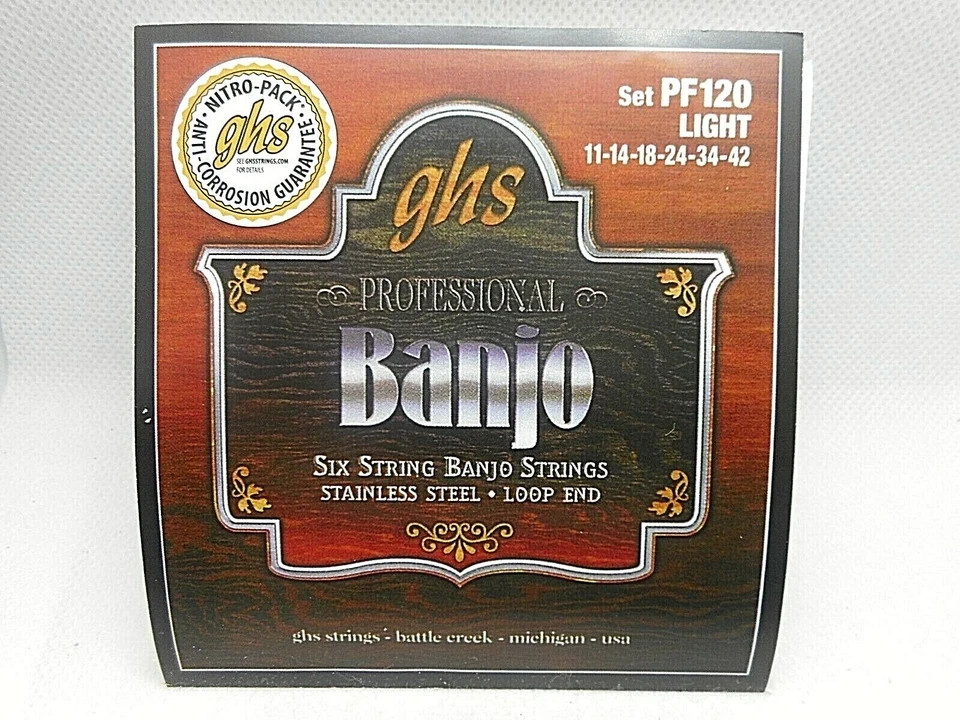 • NITRO-PACK •
ANTI-CORROSION GUARANTEE
ghs
SEE GHSSTRINGS.COM
FOR DETAILS
Set PF120
LIGHT
11-14-18-24-34-42
ghs
PROFESSIONAL
Banjo
SIX STRING BANJO STRINGS
STAINLESS STEEL • LOOP END
ghs strings - battle creek - michigan - usa